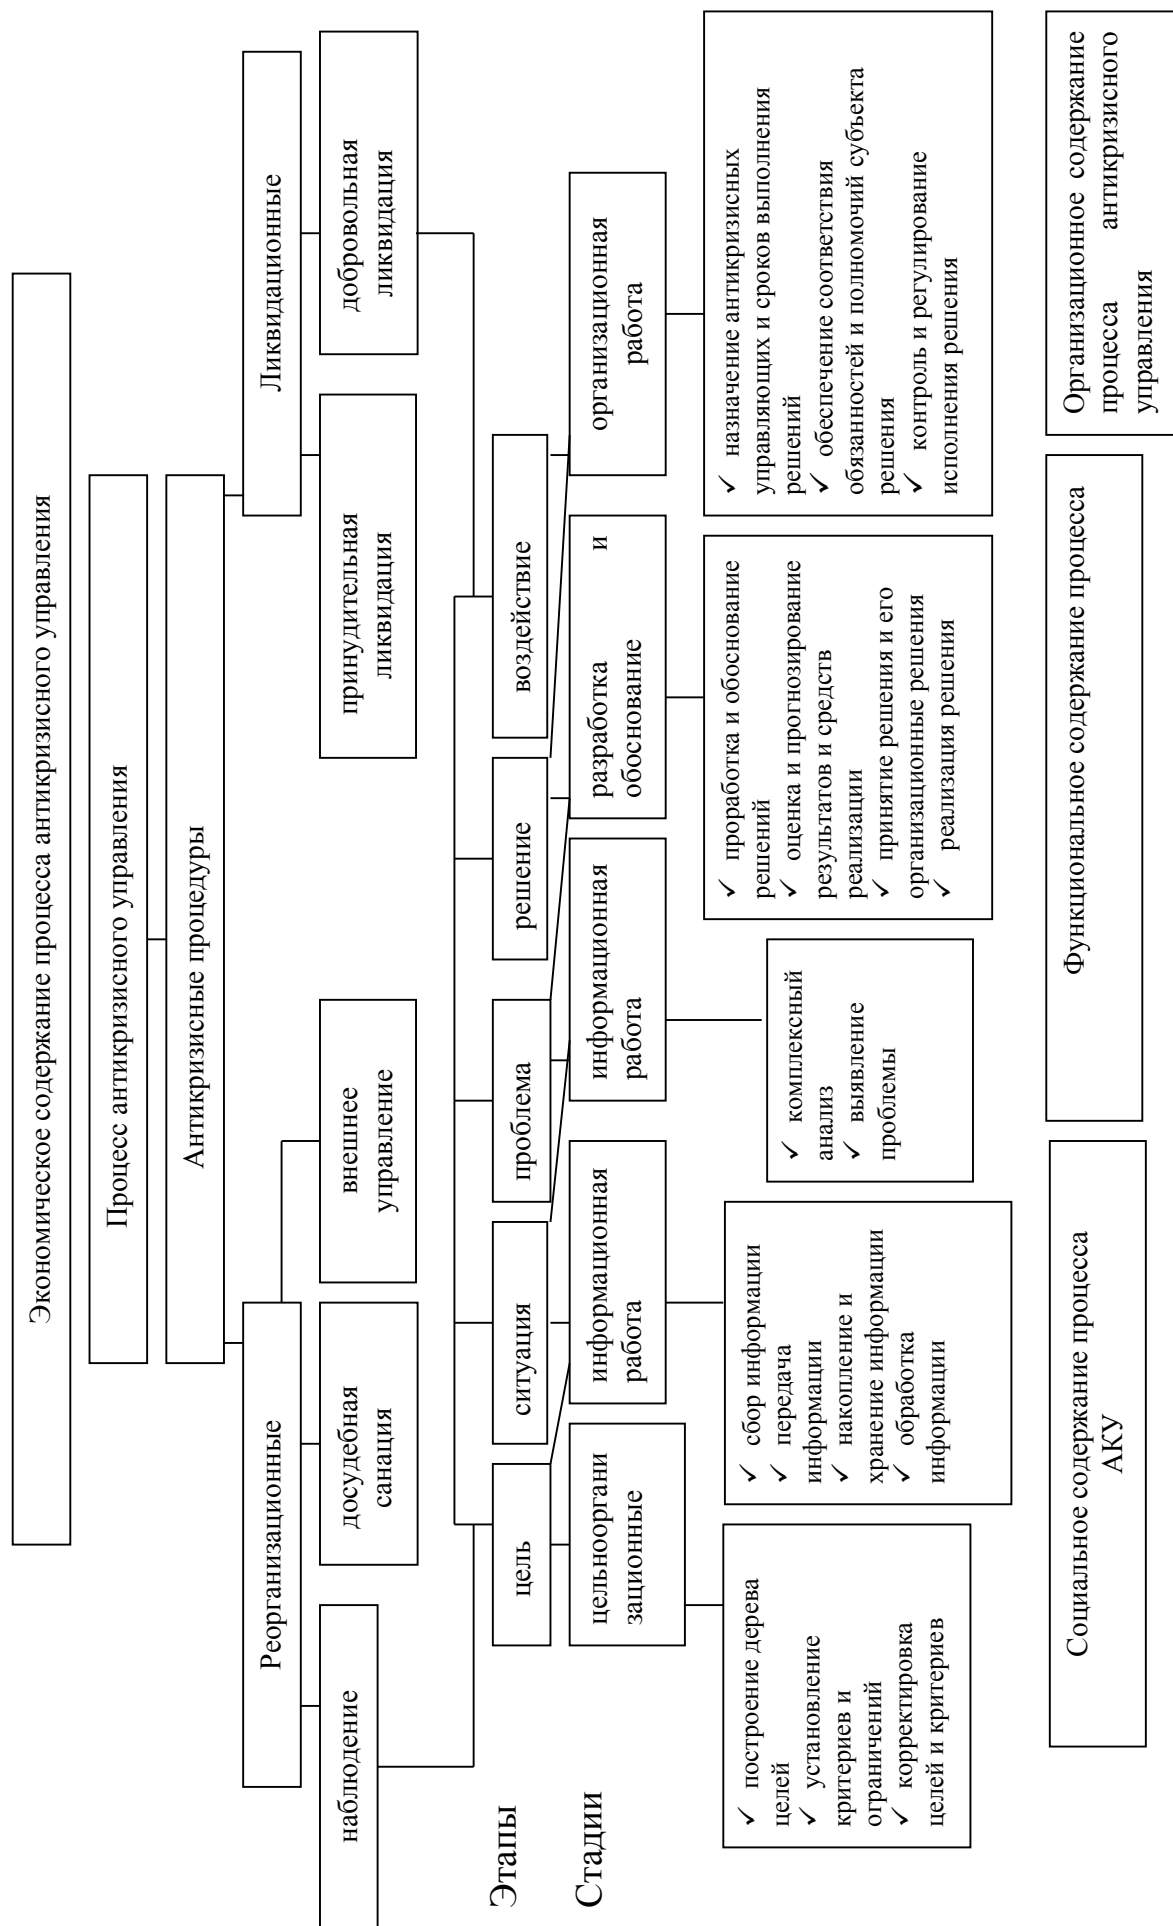 Экономическое содержание процесса антикризисного управления
Процесс антикризисного управления
Антикризисные процедуры
Реорганизационные
Ликвидационные
наблюдение
досудебная
санация
внешнее
управление
принудительная
ликвидация
добровольная
ликвидация
Этапы
цель
ситуация
проблема
решение
воздействие
Стадии
цельнооргани
зационные
информационная
работа
информационная
работа
разработка и
обоснование
организационная
работа
✓ построение дерева
целей
✓ установление
критериев и
ограничений
✓ корректировка
целей и критериев
✓ сбор информации
✓ передача
информации
✓ накопление и
хранение информации
✓ обработка
информации
✓ комплексный
анализ
✓ выявление
проблемы
✓ проработка и обоснование
решений
✓ оценка и прогнозирование
результатов и средств
реализации
✓ принятие решения и его
организационные решения
✓ реализация решения
✓ назначение антикризисных
управляющих и сроков выполнения
решений
✓ обеспечение соответствия
обязанностей и полномочий субъекта
решения
✓ контроль и регулирование
исполнения решения
Социальное содержание процесса
АКУ
Функциональное содержание процесса
Организационное содержание
процесса антикризисного
управления